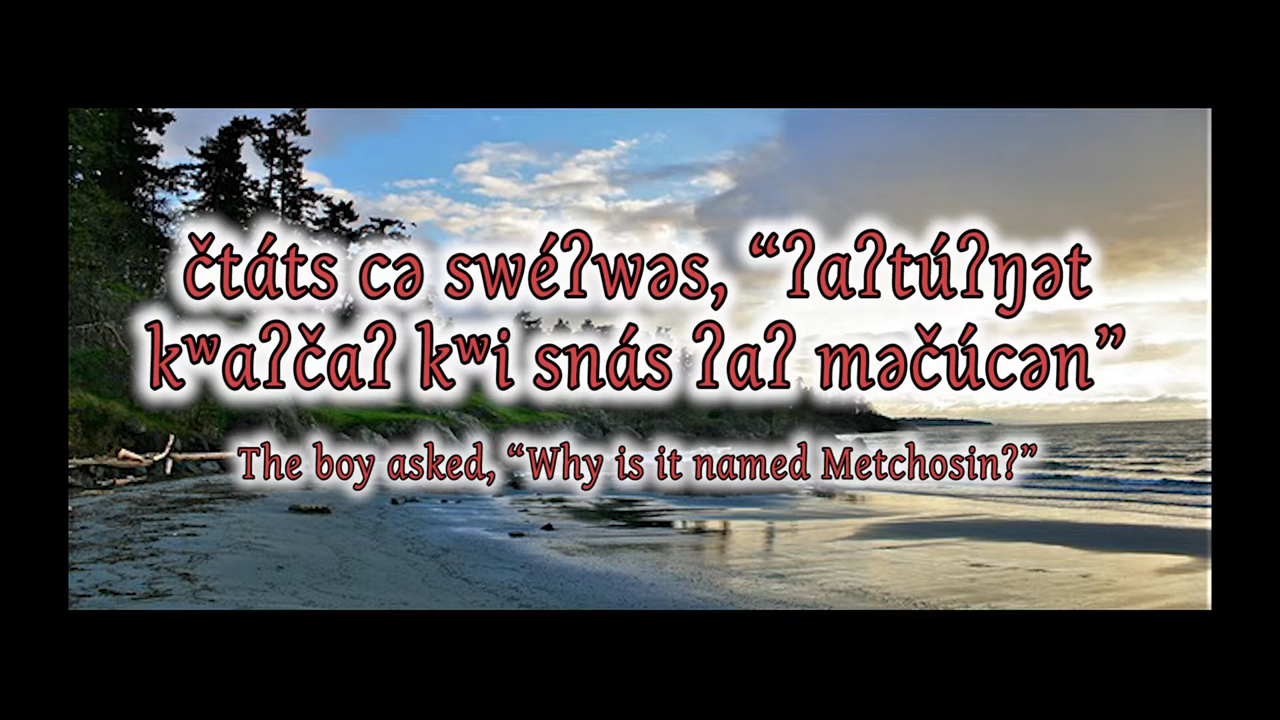 čtáts cə swéʔwəs, “ʔaʔtúʔŋət
kʷaʔčaʔ kʷi snás ʔaʔ məčúcən”
The boy asked, “Why is it named Metchosin?”